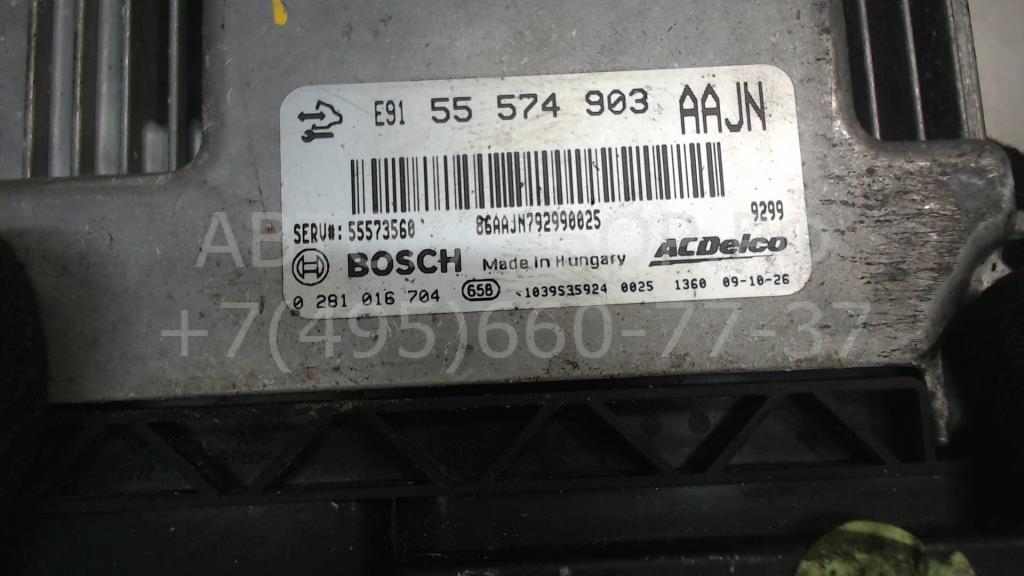 E91 55 574 903 AAJN
SERV#: 55573560 86AAJN792990025 9299
BOSCH Made in Hungary ACDelco
0 281 016 704 65B 1039S35924 0025 1360 09-10-26
+7(495)660-77-37